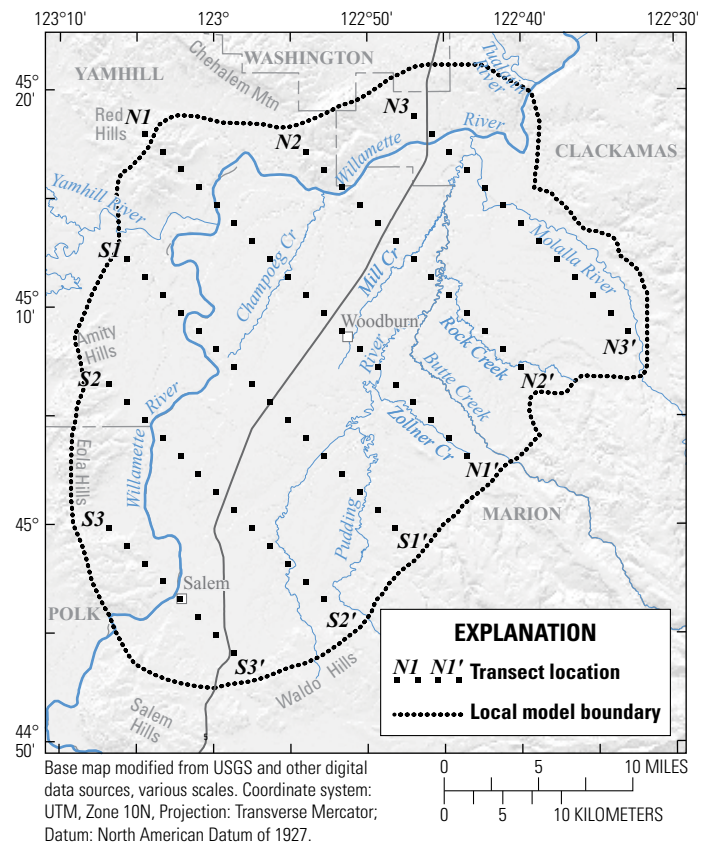 123°10′ 123° 122°50′ 122°40′ 122°30′
45°
20′
45°
10′
45°
44°
50′
YAMHILL
Chehalem Mtn
WASHINGTON
Tualatin
River
Red
Hills
N1
N2
N3
Willamette
River
CLACKAMAS
Yamhill River
S1
Champoeg Cr
Mill Cr
Molalla River
Woodburn
Amity
Hills
Rock Creek
N3′
S2
River
Butte Creek
N2′
Willamette
River
Zollner Cr
Eola Hills
N1′
S3
Pudding
S1′
MARION
Salem
POLK
S2′
S3′
Waldo Hills
Salem
Hills
5
EXPLANATION
N1 N1′ Transect location
Local model boundary
Base map modified from USGS and other digital
data sources, various scales. Coordinate system:
UTM, Zone 10N, Projection: Transverse Mercator;
Datum: North American Datum of 1927.
0 5 10 MILES
0 5 10 KILOMETERS